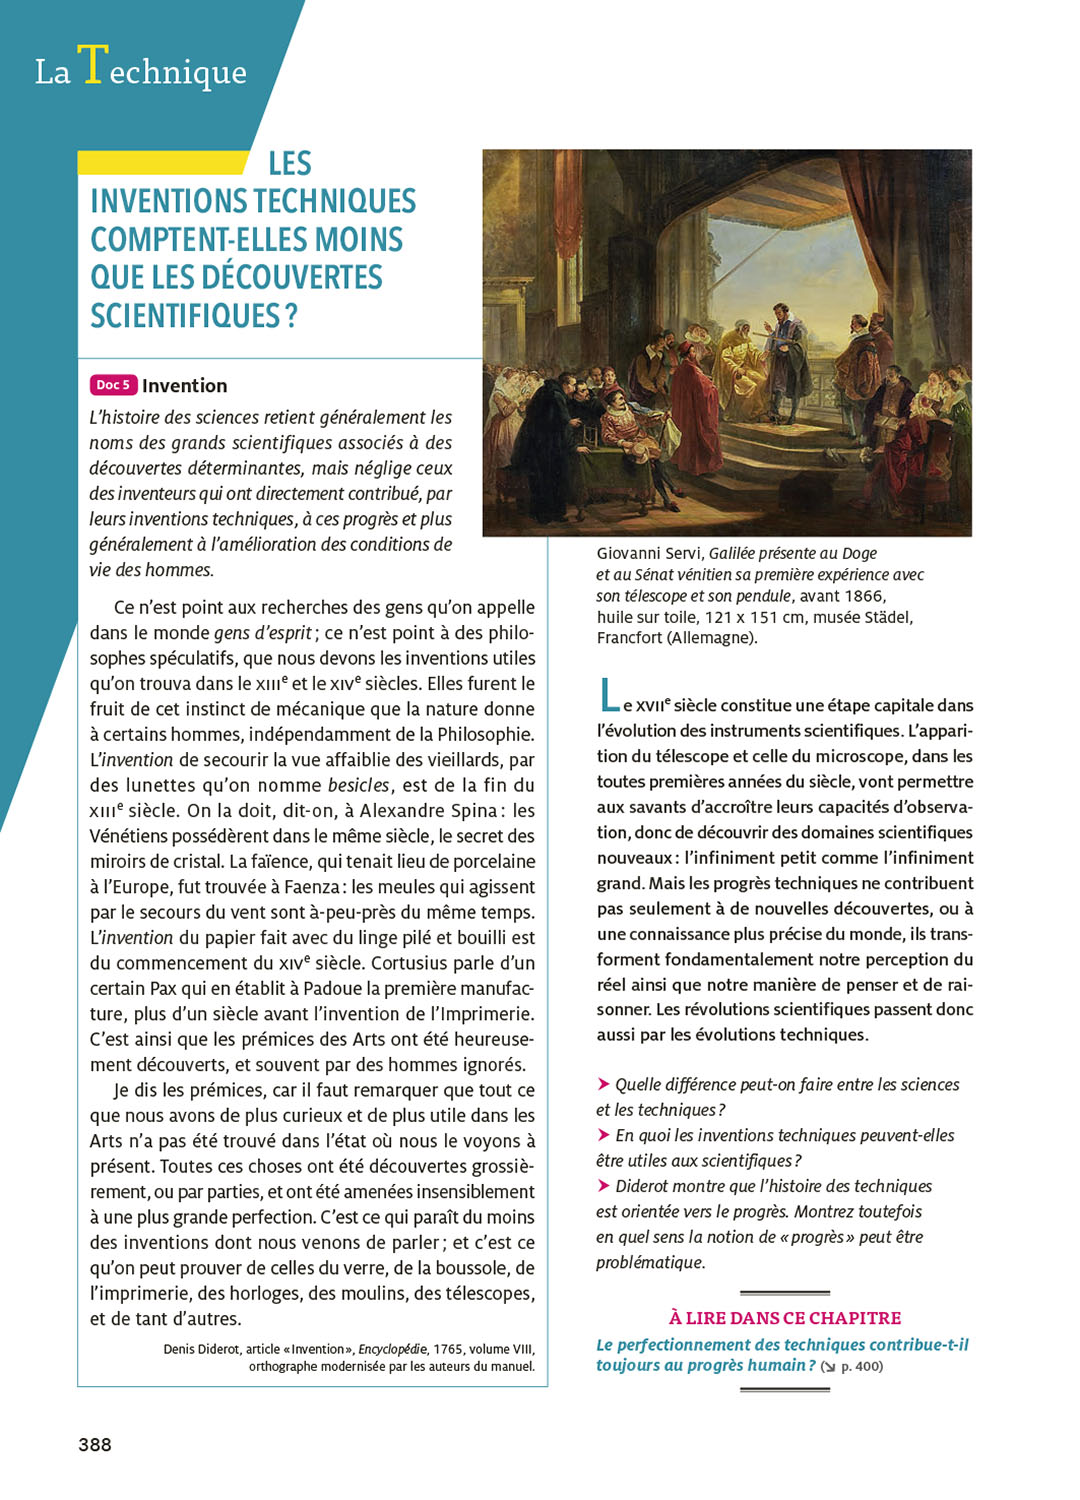 La Technique
LES
INVENTIONS TECHNIQUES
COMPTENT-ELLES MOINS
QUE LES DÉCOUVERTES
SCIENTIFIQUES ?
Doc 5 Invention
L’histoire des sciences retient généralement les
noms des grands scientifiques associés à des
découvertes déterminantes, mais néglige ceux
des inventeurs qui ont directement contribué, par
leurs inventions techniques, à ces progrès et plus
généralement à l’amélioration des conditions de
vie des hommes.
Ce n’est point aux recherches des gens qu’on appelle
dans le monde gens d’esprit ; ce n’est point à des philo-
sophes spéculatifs, que nous devons les inventions utiles
qu’on trouva dans le XIIIe et le XIVe siècles. Elles furent le
fruit de cet instinct de mécanique que la nature donne
à certains hommes, indépendamment de la Philosophie.
L’invention de secourir la vue affaiblie des vieillards, par
des lunettes qu’on nomme besicles, est de la fin du
XIIIe siècle. On la doit, dit-on, à Alexandre Spina : les
Vénétiens possédèrent dans le même siècle, le secret des
miroirs de cristal. La faïence, qui tenait lieu de porcelaine
à l’Europe, fut trouvée à Faenza : les meules qui agissent
par le secours du vent sont à-peu-près du même temps.
L’invention du papier fait avec du linge pilé et bouilli est
du commencement du XIVe siècle. Cortusius parle d’un
certain Pax qui en établit à Padoue la première manufac-
ture, plus d’un siècle avant l’invention de l’Imprimerie.
C’est ainsi que les prémices des Arts ont été heureuse-
ment découverts, et souvent par des hommes ignorés.
Je dis les prémices, car il faut remarquer que tout ce
que nous avons de plus curieux et de plus utile dans les
Arts n’a pas été trouvé dans l’état où nous le voyons à
présent. Toutes ces choses ont été découvertes grossiè-
rement, ou par parties, et ont été amenées insensiblement
à une plus grande perfection. C’est ce qui paraît du moins
des inventions dont nous venons de parler ; et c’est ce
qu’on peut prouver de celles du verre, de la boussole, de
l’imprimerie, des horloges, des moulins, des télescopes,
et de tant d’autres.
Denis Diderot, article « Invention », Encyclopédie, 1765, volume VIII,
orthographe modernisée par les auteurs du manuel.
Giovanni Servi, Galilée présente au Doge
et au Sénat vénitien sa première expérience avec
son télescope et son pendule, avant 1866,
huile sur toile, 121 x 151 cm, musée Städel,
Francfort (Allemagne).
Le XVIIe siècle constitue une étape capitale dans
l’évolution des instruments scientifiques. L’appari-
tion du télescope et celle du microscope, dans les
toutes premières années du siècle, vont permettre
aux savants d’accroître leurs capacités d’observa-
tion, donc de découvrir des domaines scientifiques
nouveaux : l’infiniment petit comme l’infiniment
grand. Mais les progrès techniques ne contribuent
pas seulement à de nouvelles découvertes, ou à
une connaissance plus précise du monde, ils trans-
forment fondamentalement notre perception du
réel ainsi que notre manière de penser et de rai-
sonner. Les révolutions scientifiques passent donc
aussi par les évolutions techniques.
➤ Quelle différence peut-on faire entre les sciences
et les techniques ?
➤ En quoi les inventions techniques peuvent-elles
être utiles aux scientifiques ?
➤ Diderot montre que l’histoire des techniques
est orientée vers le progrès. Montrez toutefois
en quel sens la notion de « progrès » peut être
problématique.
À LIRE DANS CE CHAPITRE
Le perfectionnement des techniques contribue-t-il
toujours au progrès humain ? (↘ p. 400)
388